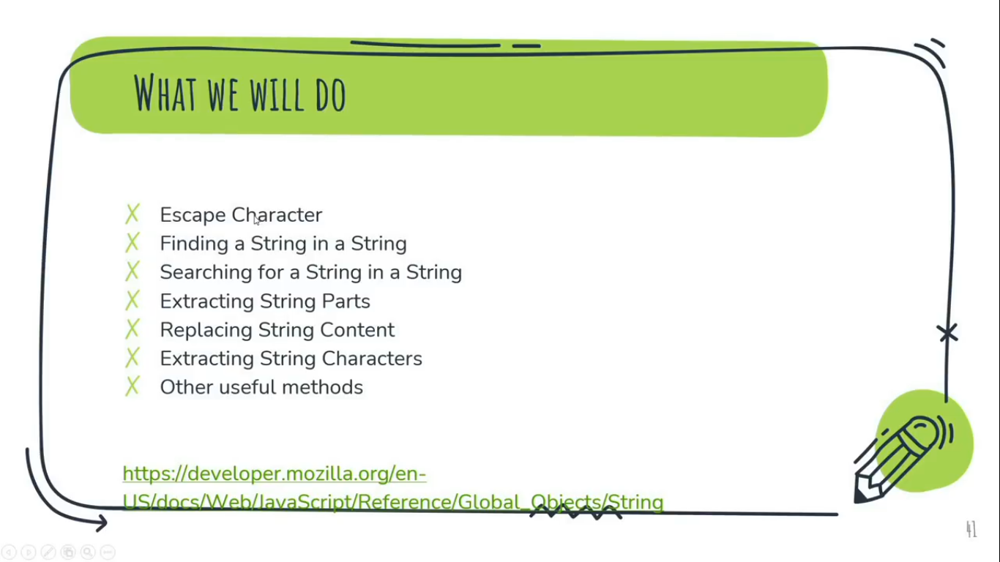 What we will do
Escape Character
Finding a String in a String
Searching for a String in a String
Extracting String Parts
Replacing String Content
Extracting String Characters
Other useful methods
https://developer.mozilla.org/en-
US/docs/Web/JavaScript/Reference/Global_Objects/String
41